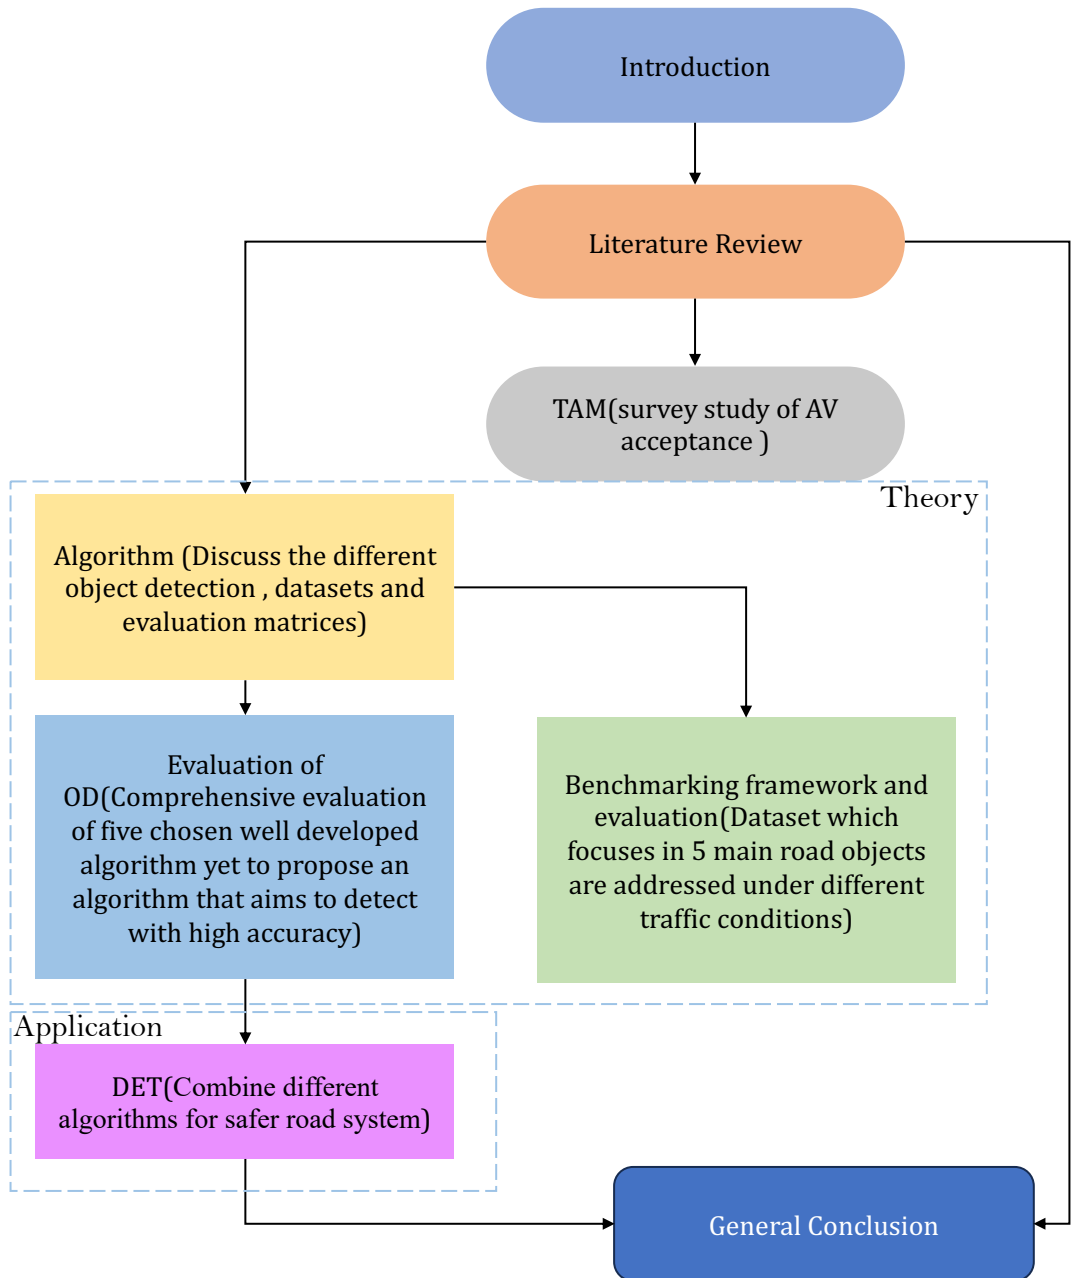 Introduction
Literature Review
TAM(survey study of AV
acceptance )
Theory
Algorithm (Discuss the different
object detection , datasets and
evaluation matrices)
Evaluation of
OD(Comprehensive evaluation
of five chosen well developed
algorithm yet to propose an
algorithm that aims to detect
with high accuracy)
Benchmarking framework and
evaluation(Dataset which
focuses in 5 main road objects
are addressed under different
traffic conditions)
Application
DET(Combine different
algorithms for safer road system)
General Conclusion